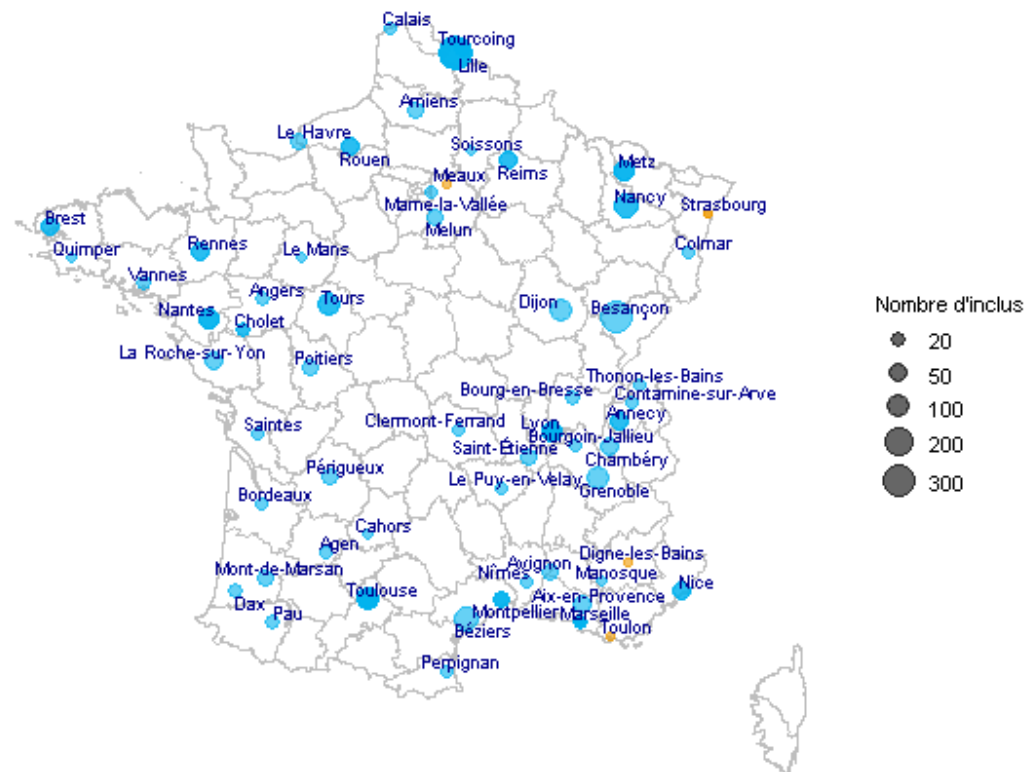 Calais
Tourcoing
Lille
Amiens
Le Havre
Rouen
Soissons
Reims
Meaux
Marne-la-Vallée
Melun
Metz
Nancy
Strasbourg
Colmar
Brest
Quimper
Rennes
Le Mans
Vannes
Angers
Tours
Nantes
Cholet
Dijon
Besançon
La Roche-sur-Yon
Poitiers
Nombre d'inclus
20
50
100
200
300
Thonon-les-Bains
Bourg-en-Bresse
Contamine-sur-Arve
Annecy
Clermont-Ferrand
Lyon
Bourgoin-Jallieu
Saint-Étienne
Chambéry
Saintes
Périgueux
Le Puy-en-Velay
Grenoble
Bordeaux
Cahors
Agen
Mont-de-Marsan
Dax
Pau
Toulouse
Digne-les-Bains
Avignon
Nîmes
Manosque
Nice
Aix-en-Provence
Montpellier
Marseille
Toulon
Béziers
Perpignan